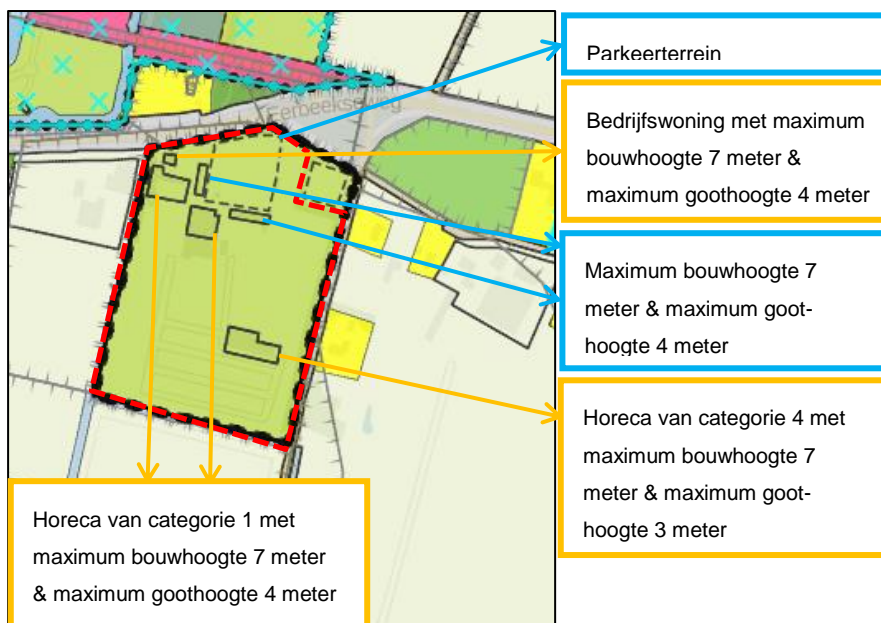 Eerbeekseweg
Parkeerterrein
Bedrijfswoning met maximum
bouwhoogte 7 meter &
maximum goothoogte 4 meter
Maximum bouwhoogte 7
meter & maximum goot-
hoogte 4 meter
Horeca van categorie 4 met
maximum bouwhoogte 7
meter & maximum goot-
hoogte 3 meter
Horeca van categorie 1 met
maximum bouwhoogte 7 meter
& maximum goothoogte 4 meter